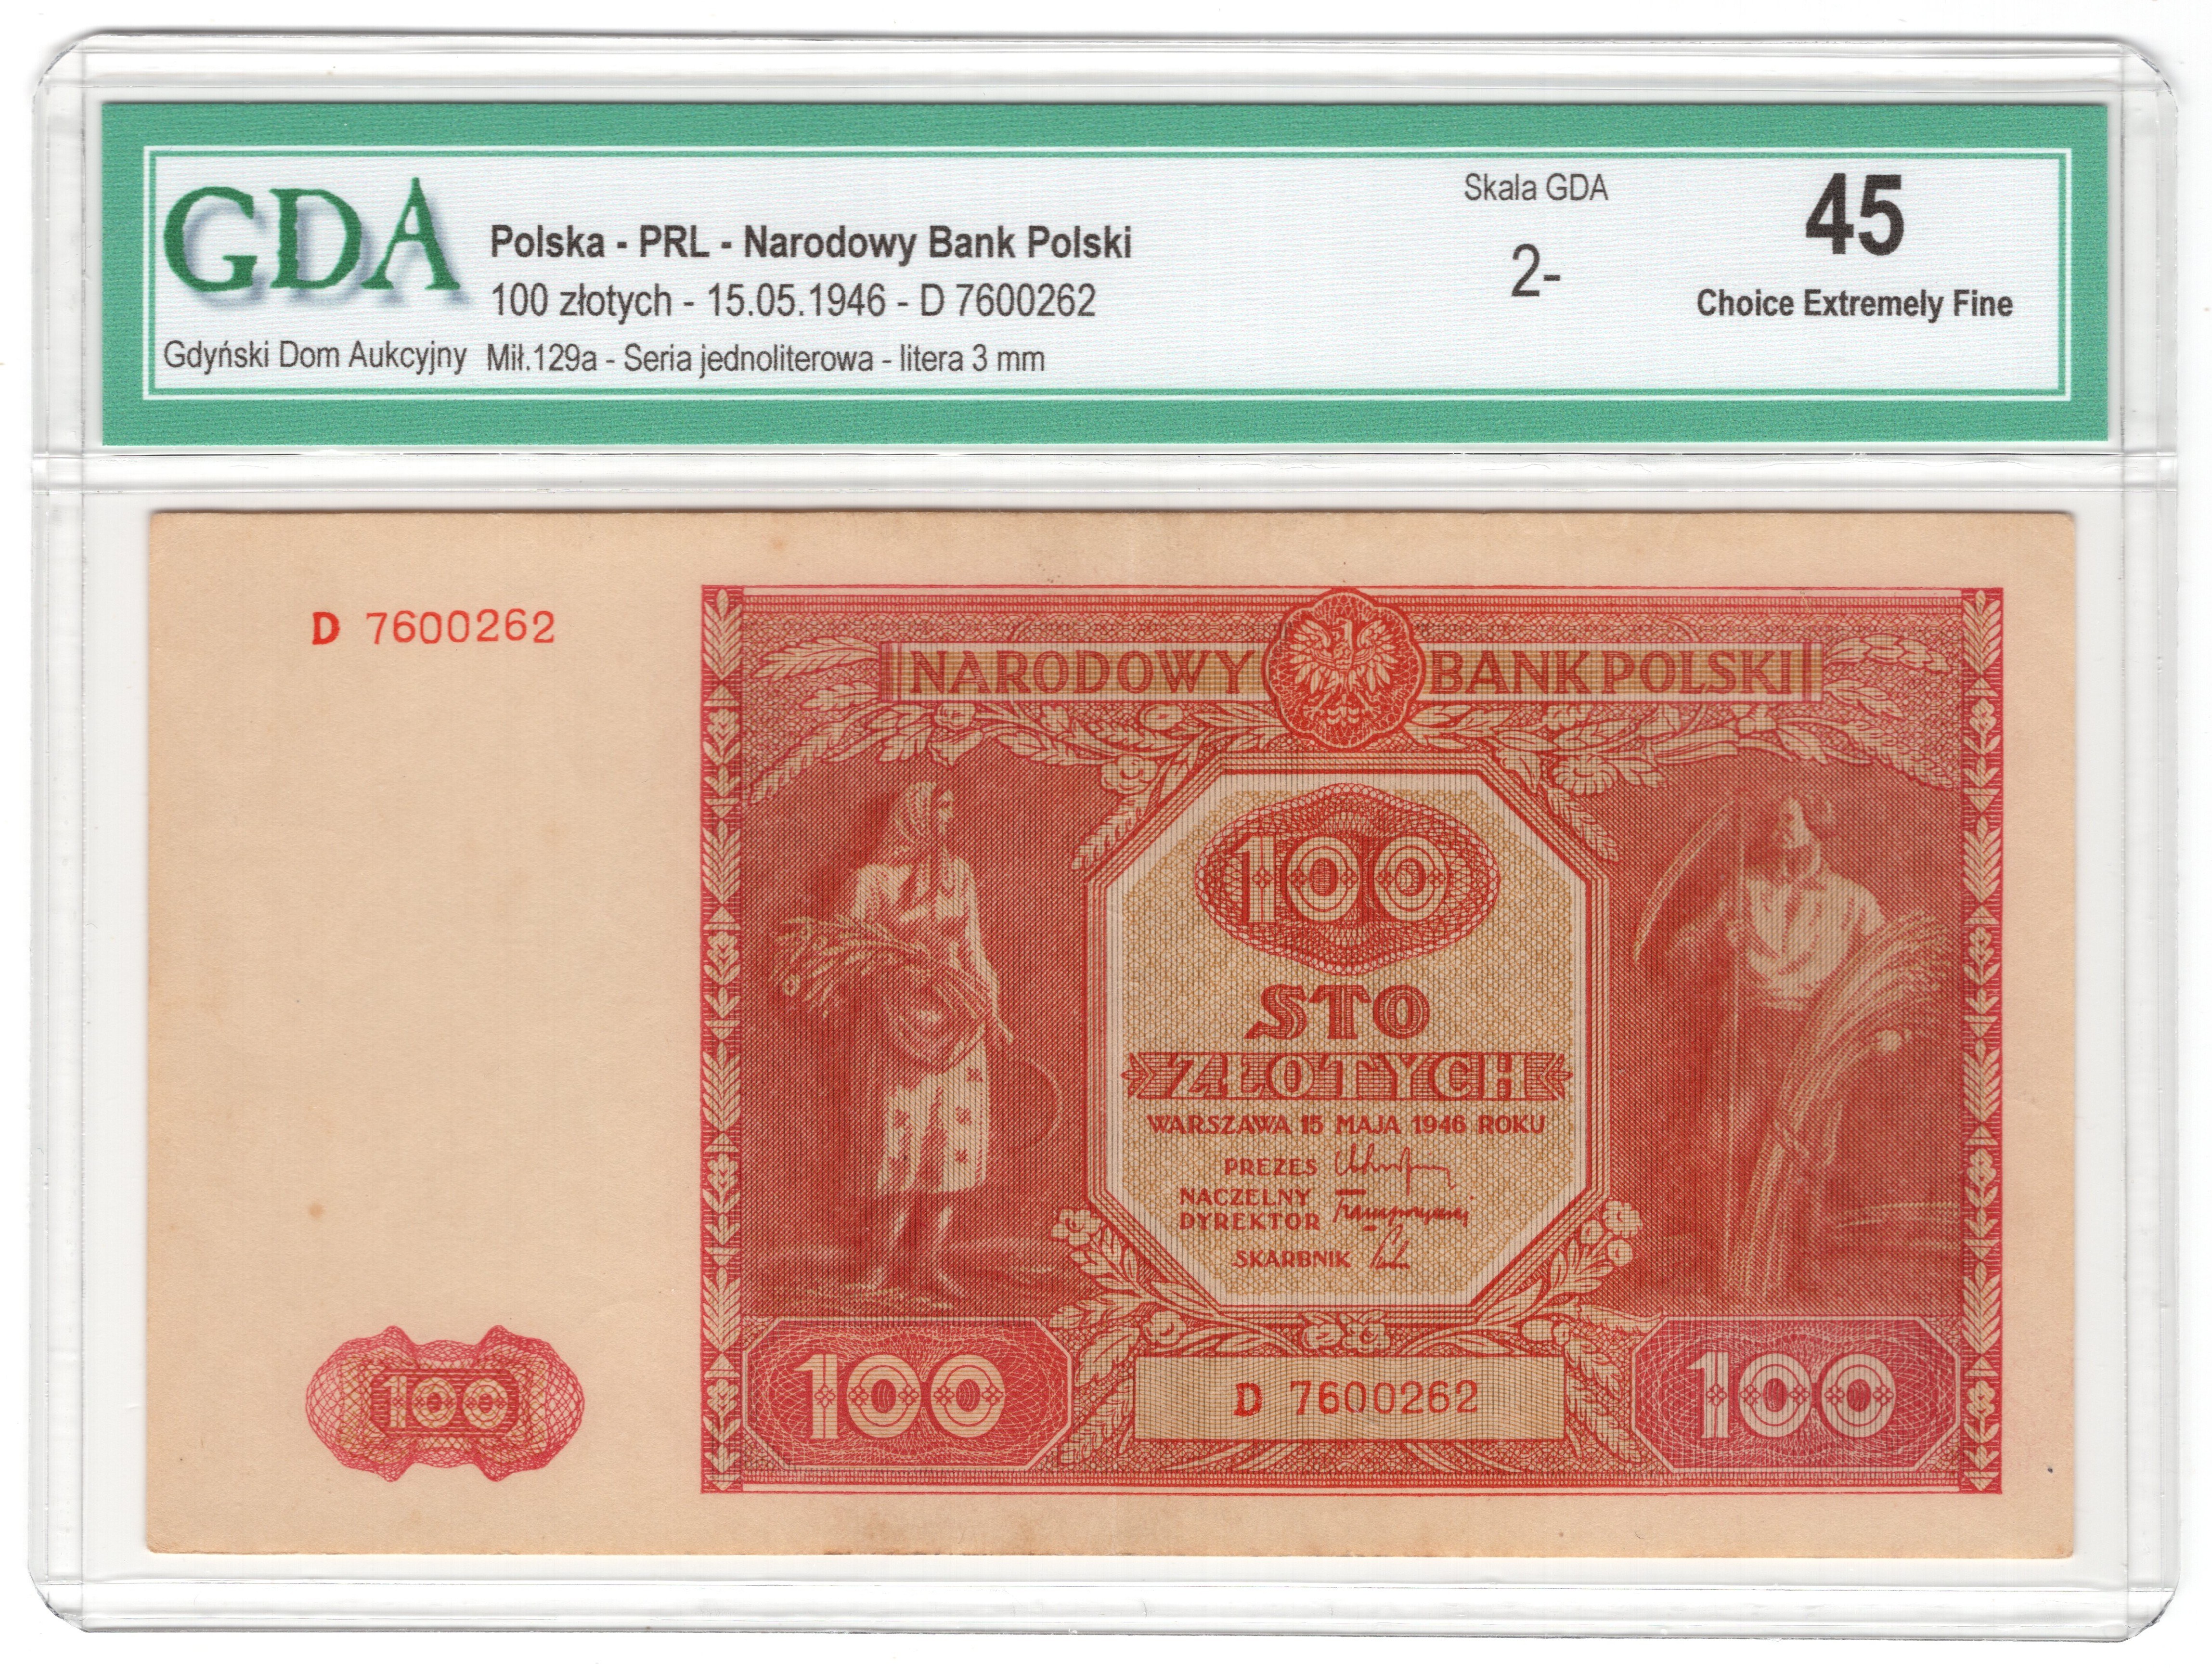 GDA
Gdyński Dom Aukcyjny
Polska - PRL - Narodowy Bank Polski
100 złotych - 15.05.1946 - D 7600262
Mił.129a - Seria jednoliterowa - litera 3 mm
Skala GDA
2-
45
Choice Extremely Fine
D 7600262
NARODOWY BANK POLSKI
100
STO
ZŁOTYCH
WARSZAWA 15 MAJA 1946 ROKU
PREZES
NACZELNY
DYREKTOR
SKARBNIK
100
100
D 7600262
100